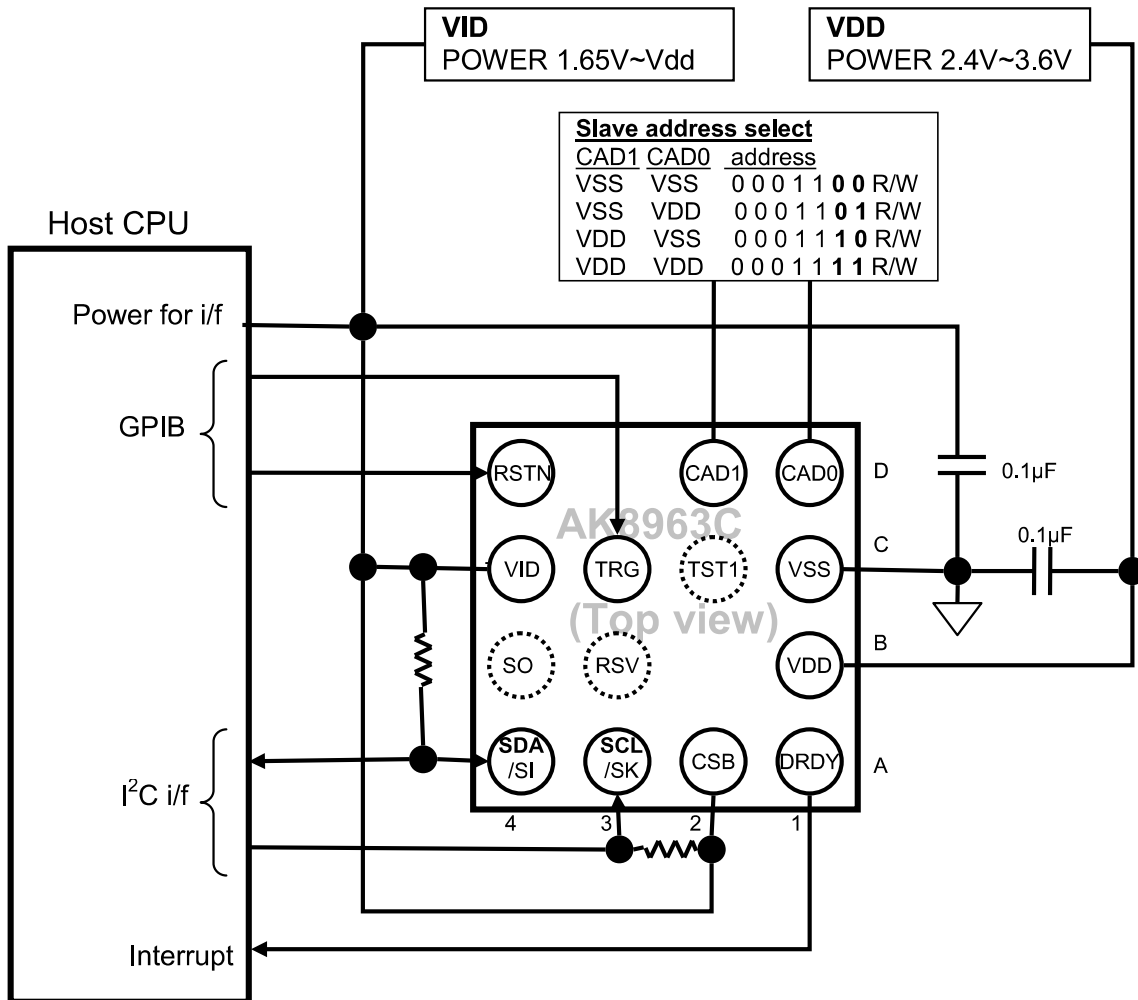 VID
POWER 1.65V~Vdd
VDD
POWER 2.4V~3.6V
Slave address select
CAD1 CAD0 address
VSS VSS 0 0 0 1 1 0 0 R/W
VSS VDD 0 0 0 1 1 0 1 R/W
VDD VSS 0 0 0 1 1 1 0 R/W
VDD VDD 0 0 0 1 1 1 1 R/W
Host CPU
Power for i/f
GPIB
I²C i/f
Interrupt
AK8963C
(Top view)
RSTN
CAD1
CAD0
D
VID
TRG
TST1
VSS
C
SO
RSV
VDD
B
SDA
/SI
SCL
/SK
CSB
DRDY
A
4 3 2 1
0.1µF
0.1µF